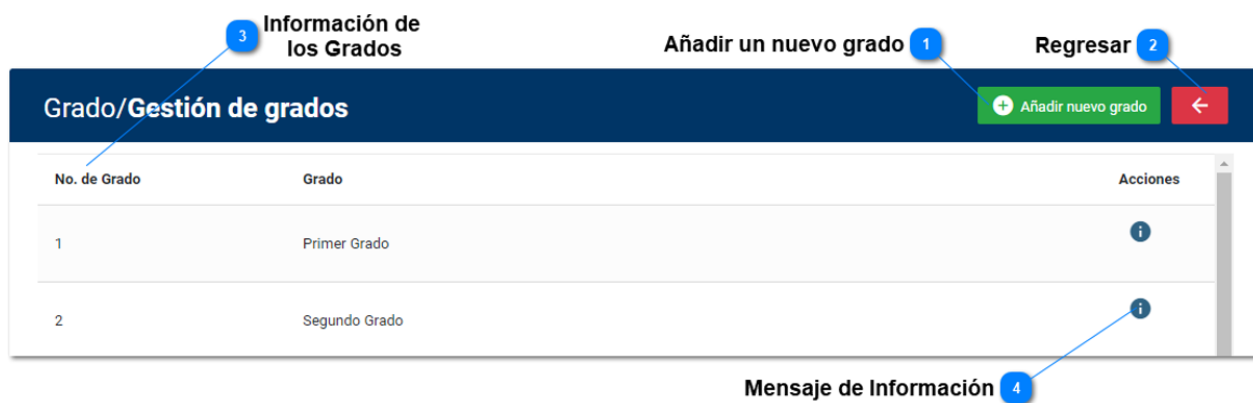 3 Información de
los Grados
Añadir un nuevo grado 1
Regresar 2
Grado/Gestión de grados
Añadir nuevo grado
No. de Grado Grado Acciones
1 Primer Grado
2 Segundo Grado
Mensaje de Información 4